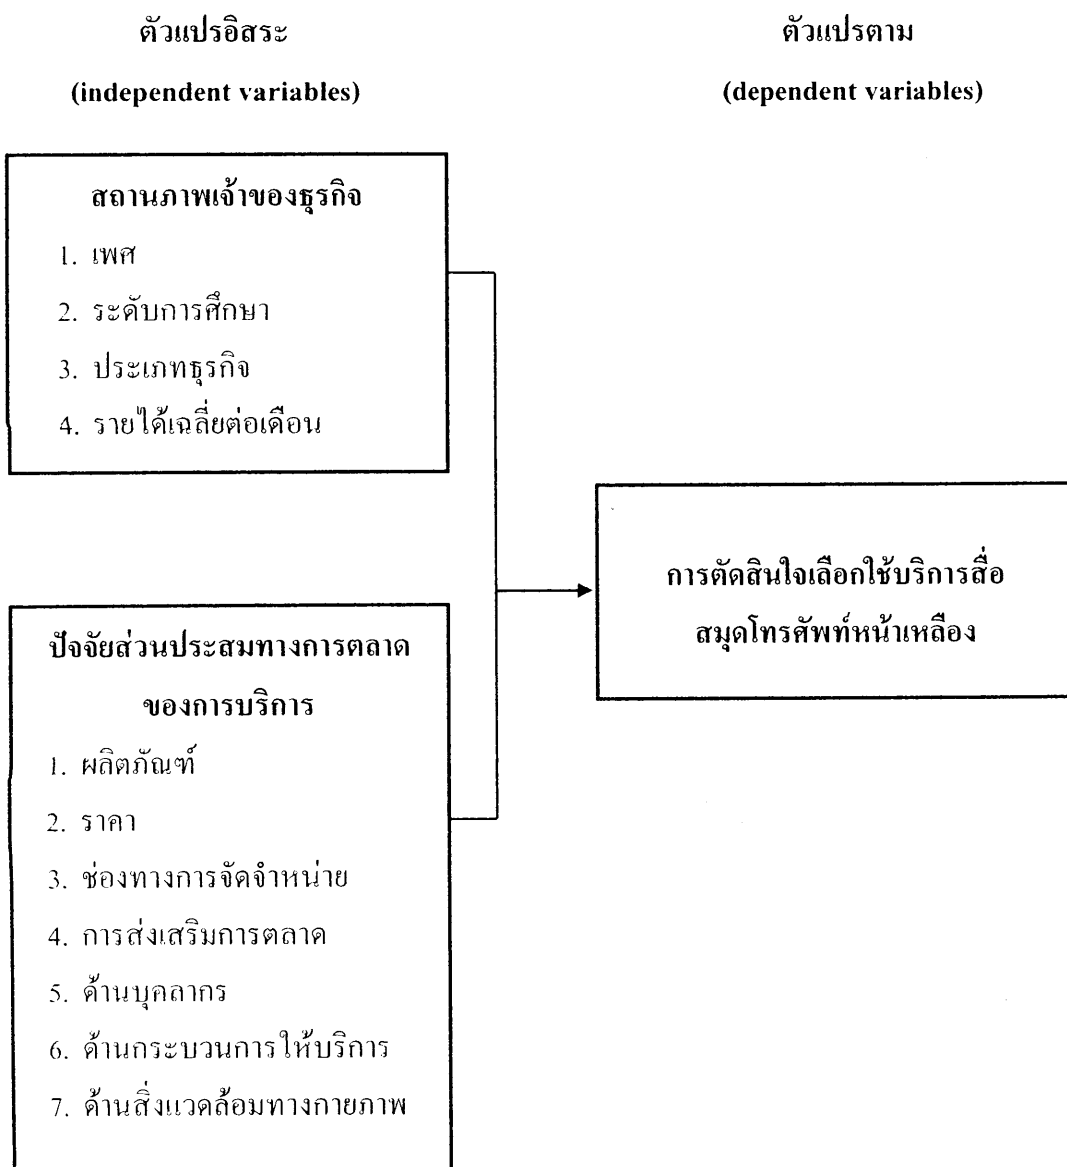 ตัวแปรอิสระ
(independent variables)
ตัวแปรตาม
(dependent variables)
สถานภาพเจ้าของธุรกิจ
1. เพศ
2. ระดับการศึกษา
3. ประเภทธุรกิจ
4. รายได้เฉลี่ยต่อเดือน
ปัจจัยส่วนประสมทางการตลาด
ของการบริการ
1. ผลิตภัณฑ์
2. ราคา
3. ช่องทางการจัดจำหน่าย
4. การส่งเสริมการตลาด
5. ด้านบุคลากร
6. ด้านกระบวนการให้บริการ
7. ด้านสิ่งแวดล้อมทางกายภาพ
การตัดสินใจเลือกใช้บริการสื่อ
สมุดโทรศัพท์หน้าเหลือง